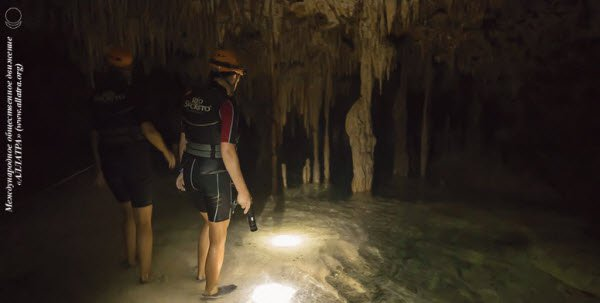 Международное общественное движение
«АЛЛАТРА» (www.allatra.org)
RIO
SECRETO